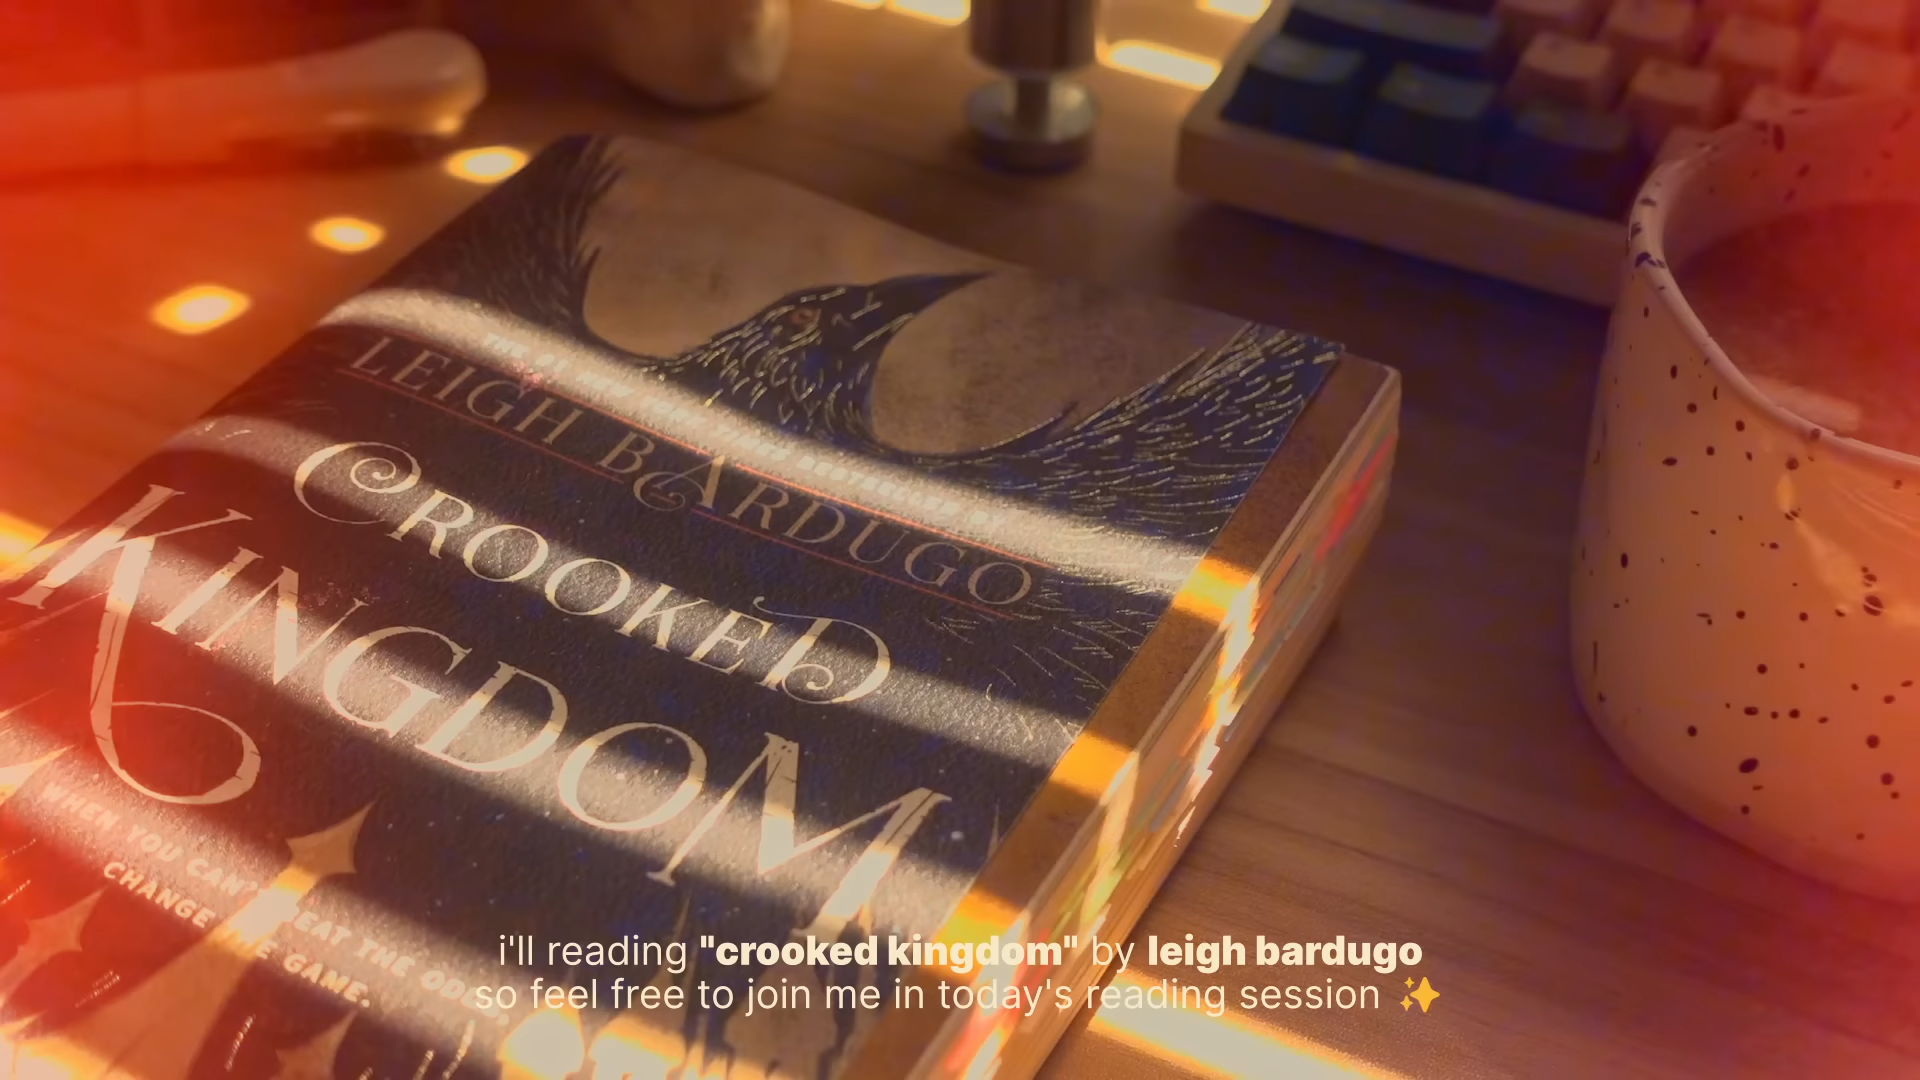 LEIGH BARDUGO
CROOKED
KINGDOM
WHEN YOU CAN'T BEAT THE ODDS,
CHANGE THE GAME.
i'll reading "crooked kingdom" by leigh bardugo
so feel free to join me in today's reading session ✨